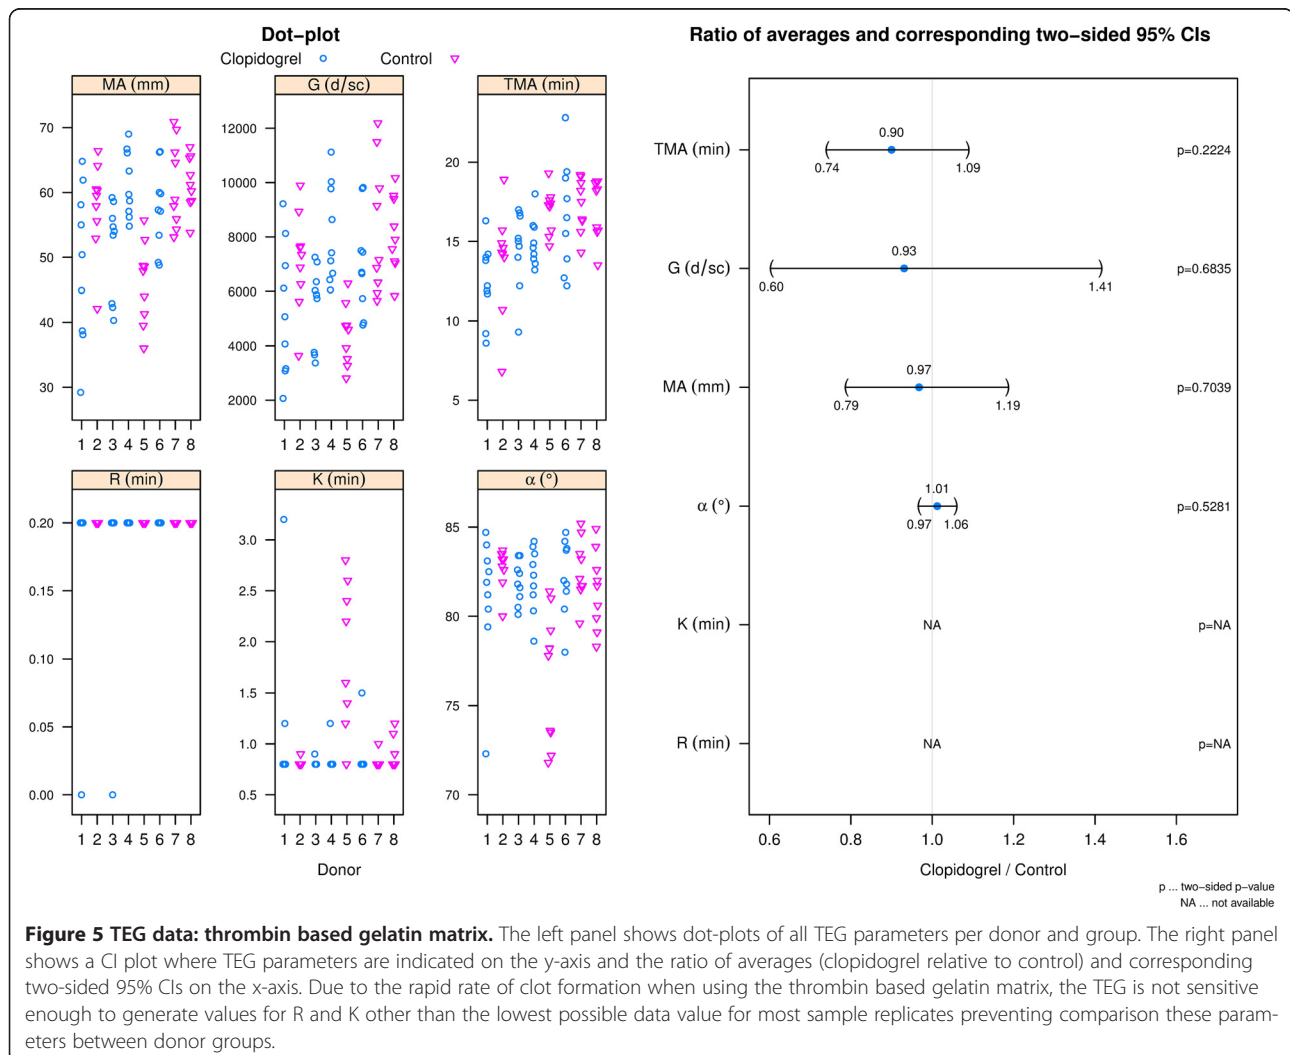 Dot−plot
Clopidogrel
Control
MA (mm)
G (d/sc)
TMA (min)
70
60
50
40
30
12000
10000
8000
6000
4000
2000
20
15
10
5
1 2 3 4 5 6 7 8
1 2 3 4 5 6 7 8
1 2 3 4 5 6 7 8
R (min)
K (min)
α (°)
0.20
0.15
0.10
0.05
0.00
3.0
2.5
2.0
1.5
1.0
0.5
85
80
75
70
1 2 3 4 5 6 7 8
1 2 3 4 5 6 7 8
1 2 3 4 5 6 7 8
Donor
Ratio of averages and corresponding two−sided 95% CIs
TMA (min)
0.90
0.74
1.09
p=0.2224
G (d/sc)
0.93
0.60
1.41
p=0.6835
MA (mm)
0.97
0.79
1.19
p=0.7039
α (°)
1.01
0.97
1.06
p=0.5281
K (min)
NA
p=NA
R (min)
NA
p=NA
0.6
0.8
1.0
1.2
1.4
1.6
Clopidogrel / Control
p ... two−sided p−value
NA ... not available
Figure 5 TEG data: thrombin based gelatin matrix. The left panel shows dot-plots of all TEG parameters per donor and group. The right panel
shows a CI plot where TEG parameters are indicated on the y-axis and the ratio of averages (clopidogrel relative to control) and corresponding
two-sided 95% CIs on the x-axis. Due to the rapid rate of clot formation when using the thrombin based gelatin matrix, the TEG is not sensitive
enough to generate values for R and K other than the lowest possible data value for most sample replicates preventing comparison these param-
eters between donor groups.